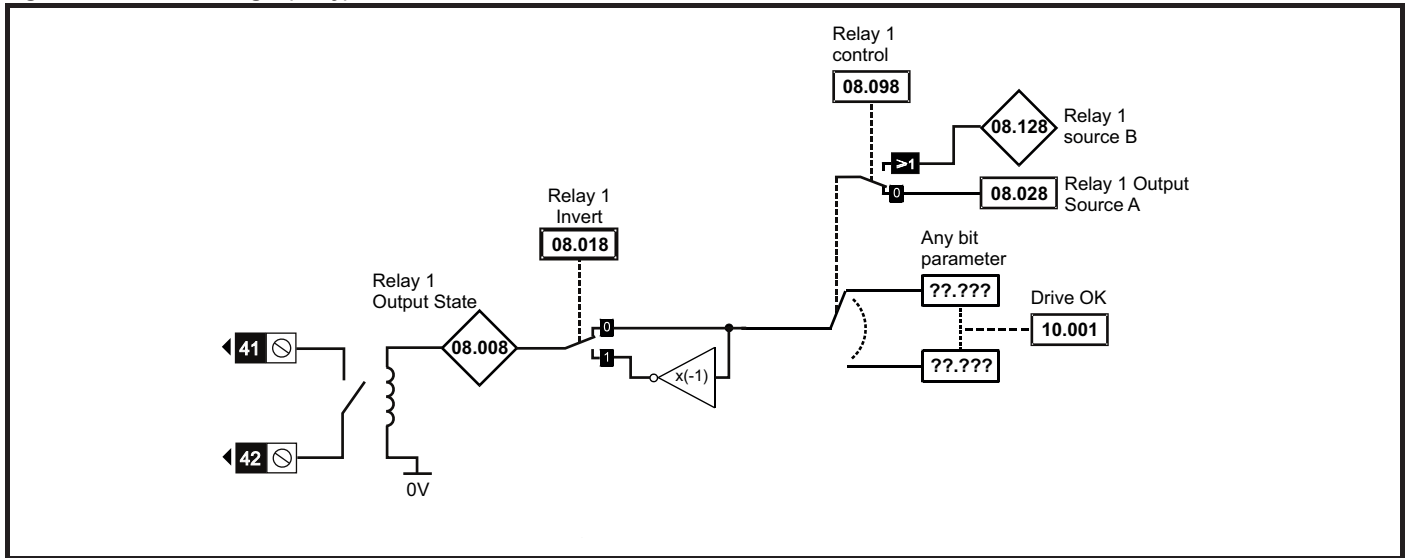 Relay 1
control
08.098
08.128
Relay 1
source B
>1
0
08.028
Relay 1 Output
Source A
Relay 1
Invert
08.018
Any bit
parameter
??.???
Drive OK
10.001
??.???
Relay 1
Output State
08.008
0
1
x(-1)
41
42
0V